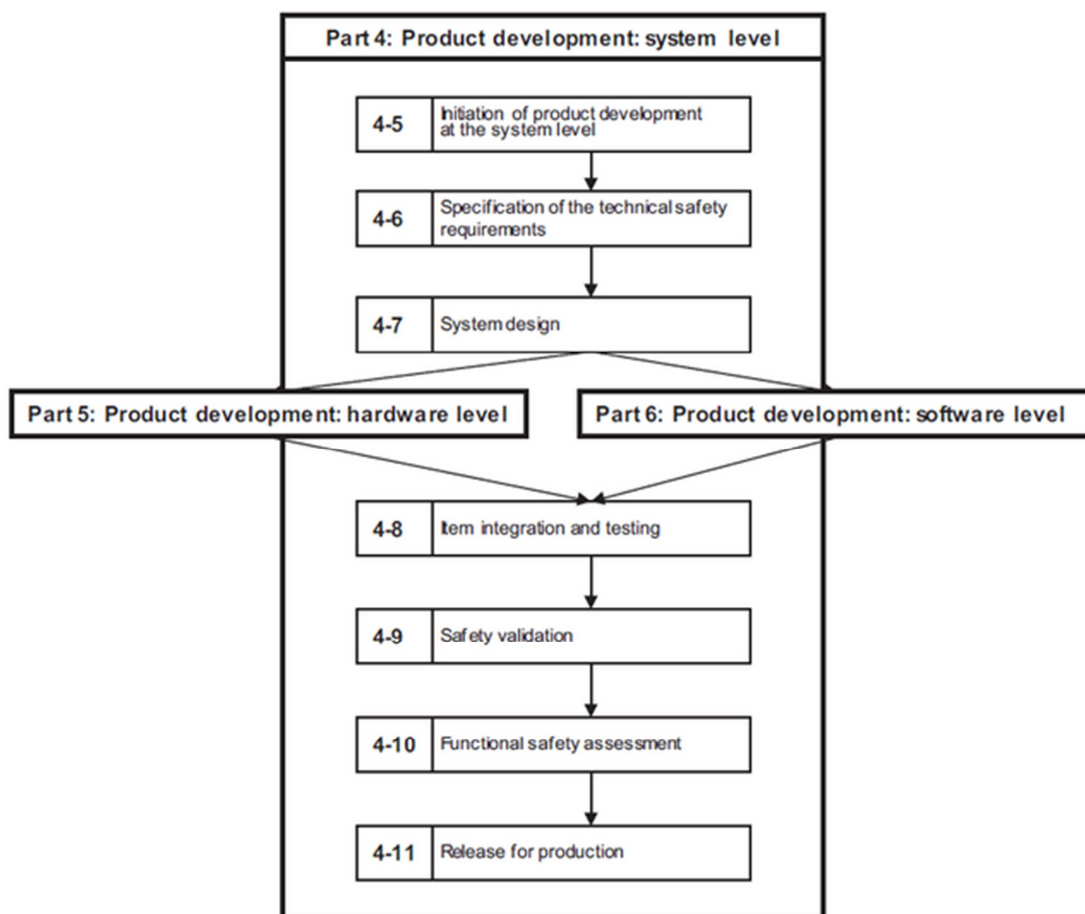 Part 4: Product development: system level
4-5
Initiation of product development
at the system level
4-6
Specification of the technical safety
requirements
4-7
System design
Part 5: Product development: hardware level
Part 6: Product development: software level
4-8
Item integration and testing
4-9
Safety validation
4-10
Functional safety assessment
4-11
Release for production